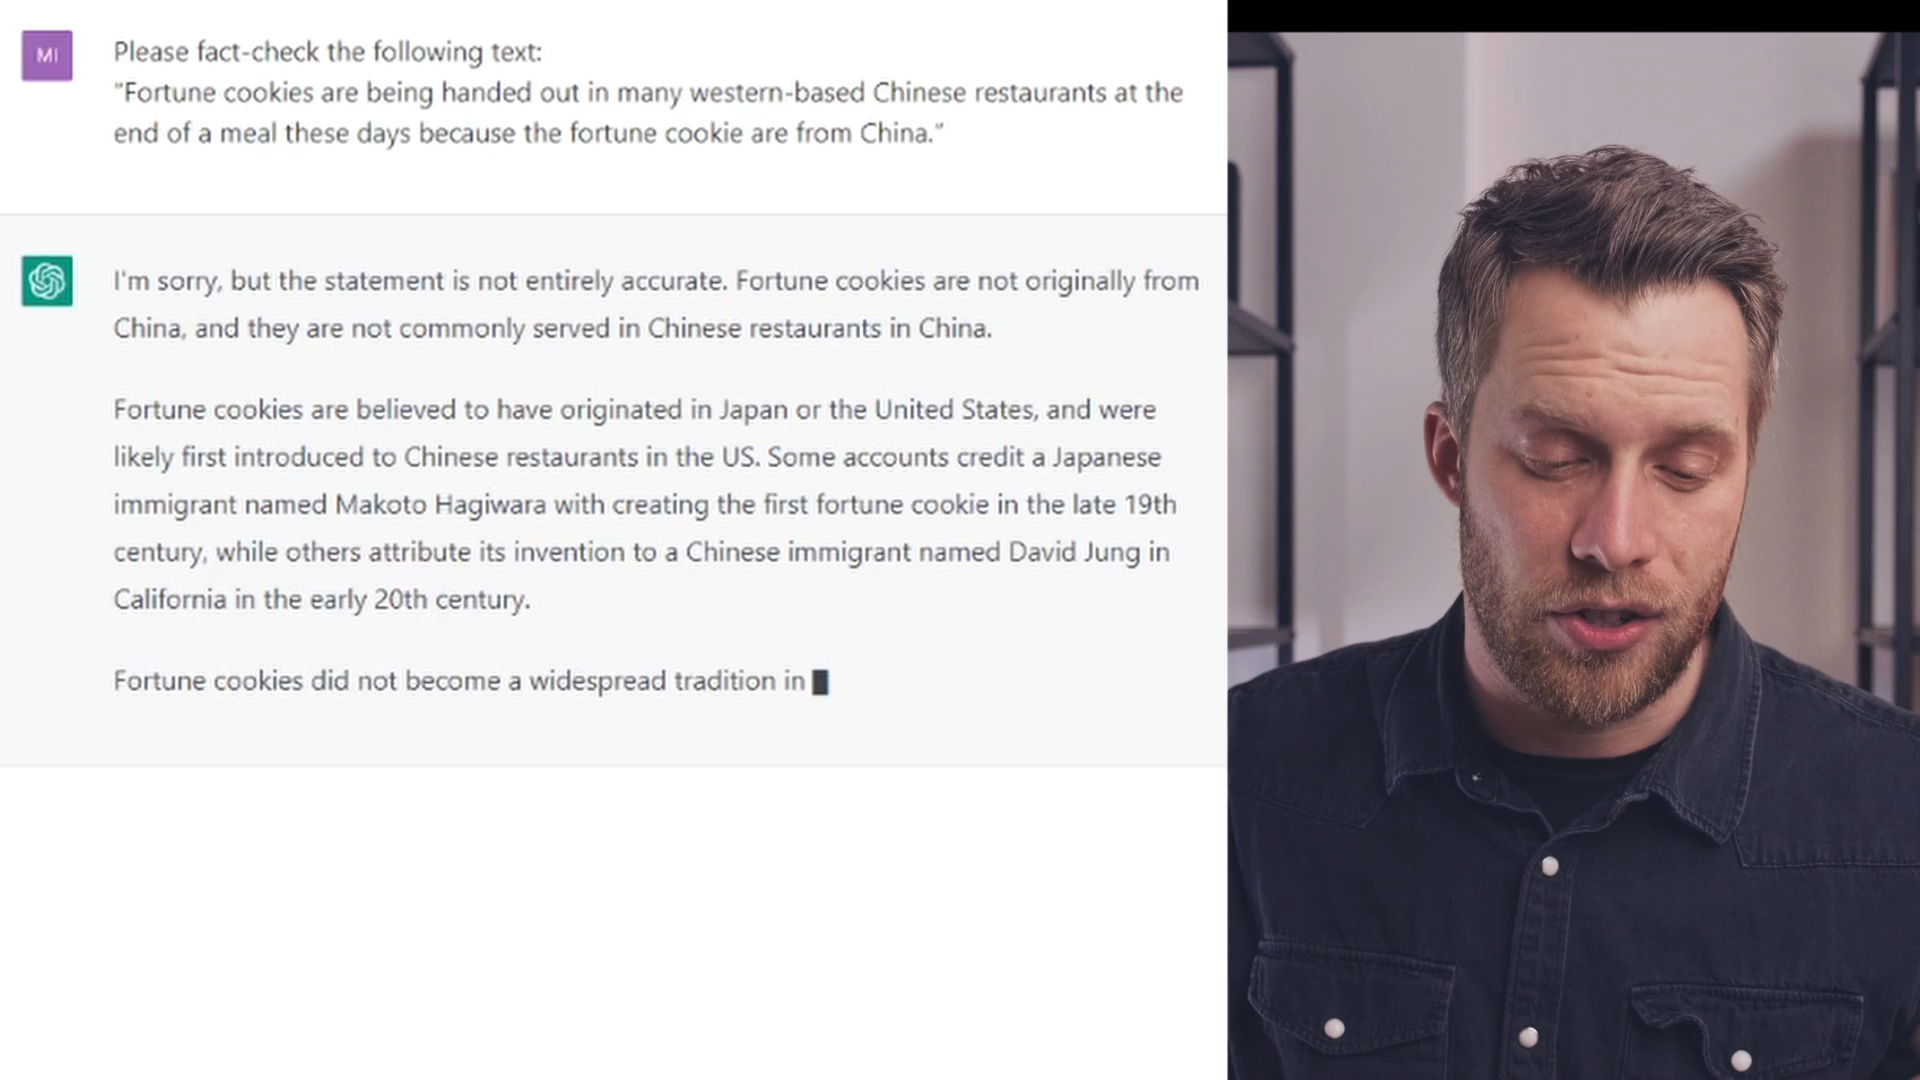 MI
Please fact-check the following text:
"Fortune cookies are being handed out in many western-based Chinese restaurants at the
end of a meal these days because the fortune cookie are from China."
I'm sorry, but the statement is not entirely accurate. Fortune cookies are not originally from
China, and they are not commonly served in Chinese restaurants in China.
Fortune cookies are believed to have originated in Japan or the United States, and were
likely first introduced to Chinese restaurants in the US. Some accounts credit a Japanese
immigrant named Makoto Hagiwara with creating the first fortune cookie in the late 19th
century, while others attribute its invention to a Chinese immigrant named David Jung in
California in the early 20th century.
Fortune cookies did not become a widespread tradition in